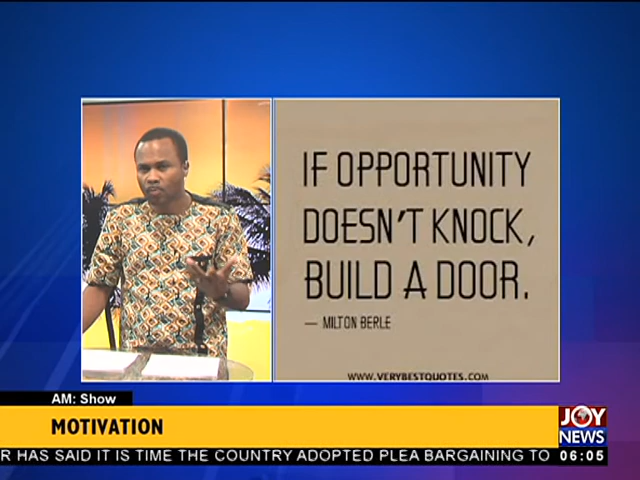 IF OPPORTUNITY
DOESN'T KNOCK,
BUILD A DOOR.
— MILTON BERLE
WWW.VERYBESTQUOTES.COM
AM: Show
MOTIVATION
JOY
NEWS
R HAS SAID IT IS TIME THE COUNTRY ADOPTED PLEA BARGAINING TO
06:05